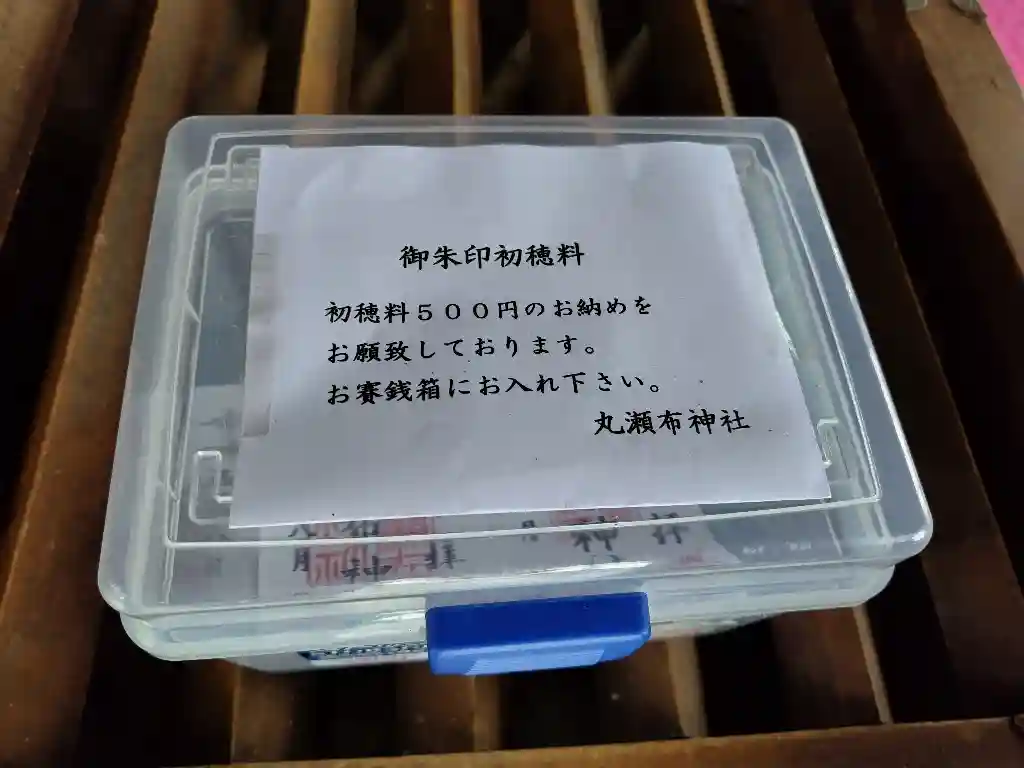 御朱印初穂料
初穂料５００円のお納めを
お願致しております。
お賽銭箱にお入れ下さい。
丸瀬布神社